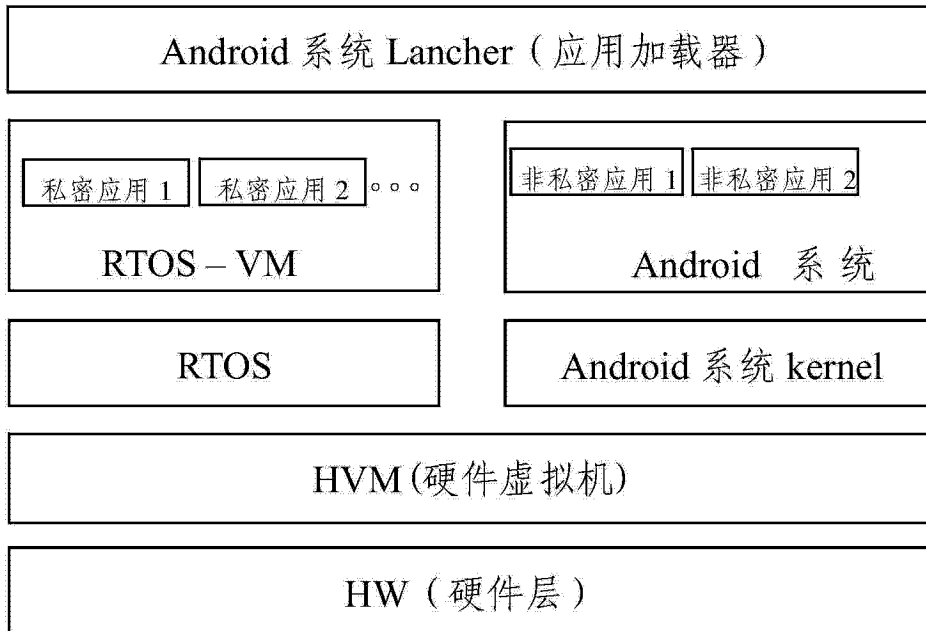 Android 系统 Lancher（应用加载器）
私密应用 1
私密应用 2
。。。
RTOS – VM
非私密应用 1
非私密应用 2
Android 系统
RTOS
Android 系统 kernel
HVM (硬件虚拟机)
HW（硬件层）